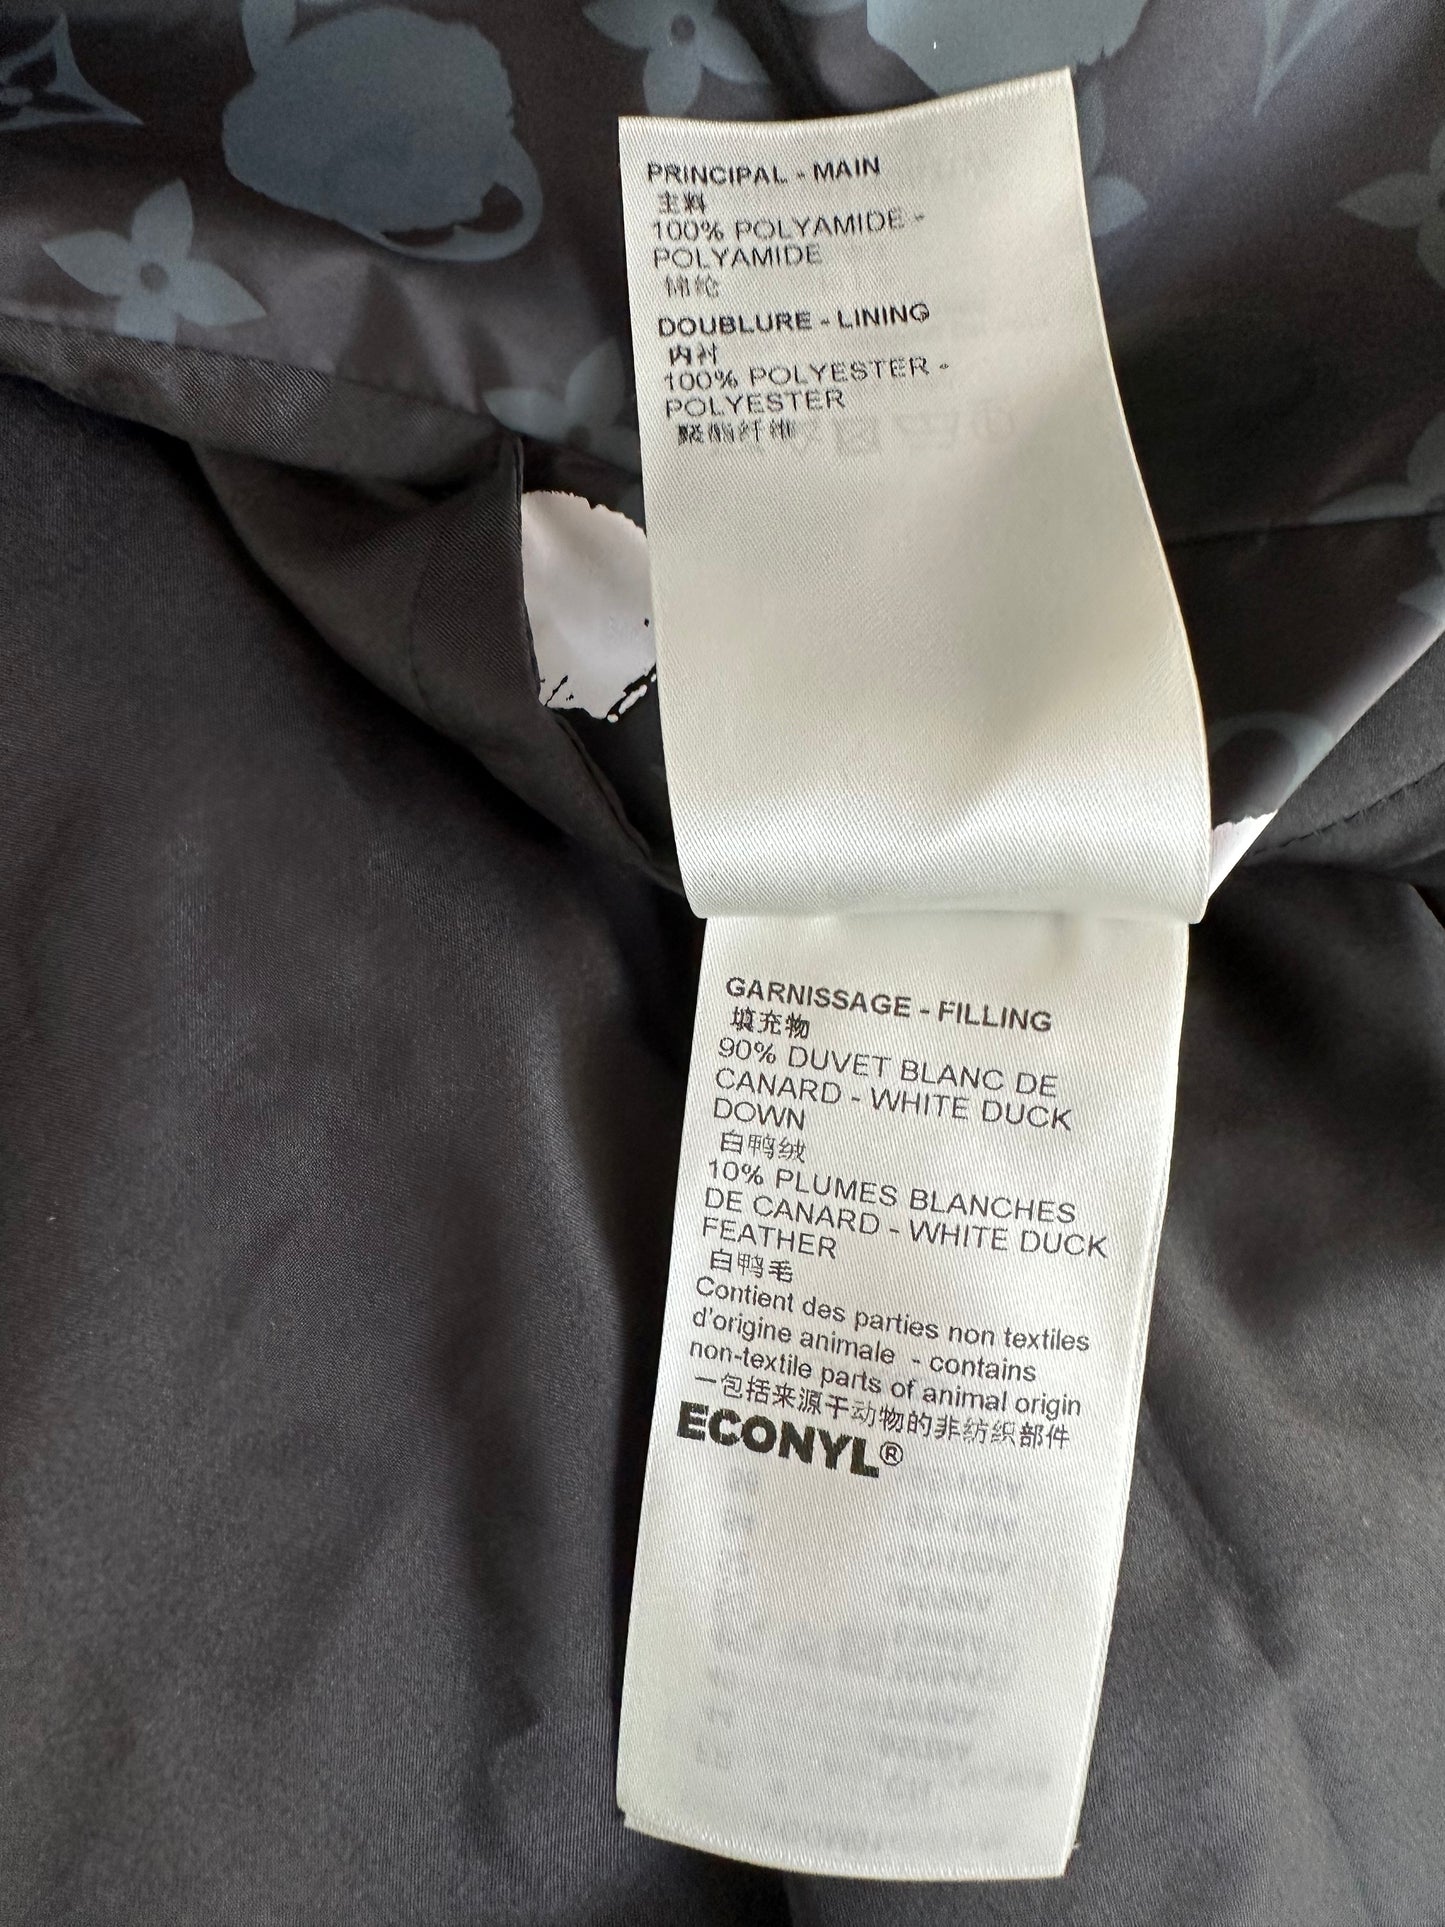 PRINCIPAL - MAIN
主料
100% POLYAMIDE -
POLYAMIDE
锦纶
DOUBLURE - LINING
内衬
100% POLYESTER -
POLYESTER
聚酯纤维
GARNISSAGE - FILLING
填充物
90% DUVET BLANC DE
CANARD - WHITE DUCK
DOWN
白鸭绒
10% PLUMES BLANCHES
DE CANARD - WHITE DUCK
FEATHER
白鸭毛
Contient des parties non textiles
d'origine animale - contains
non-textile parts of animal origin
一包括来源于动物的非纺织部件
ECONYL®